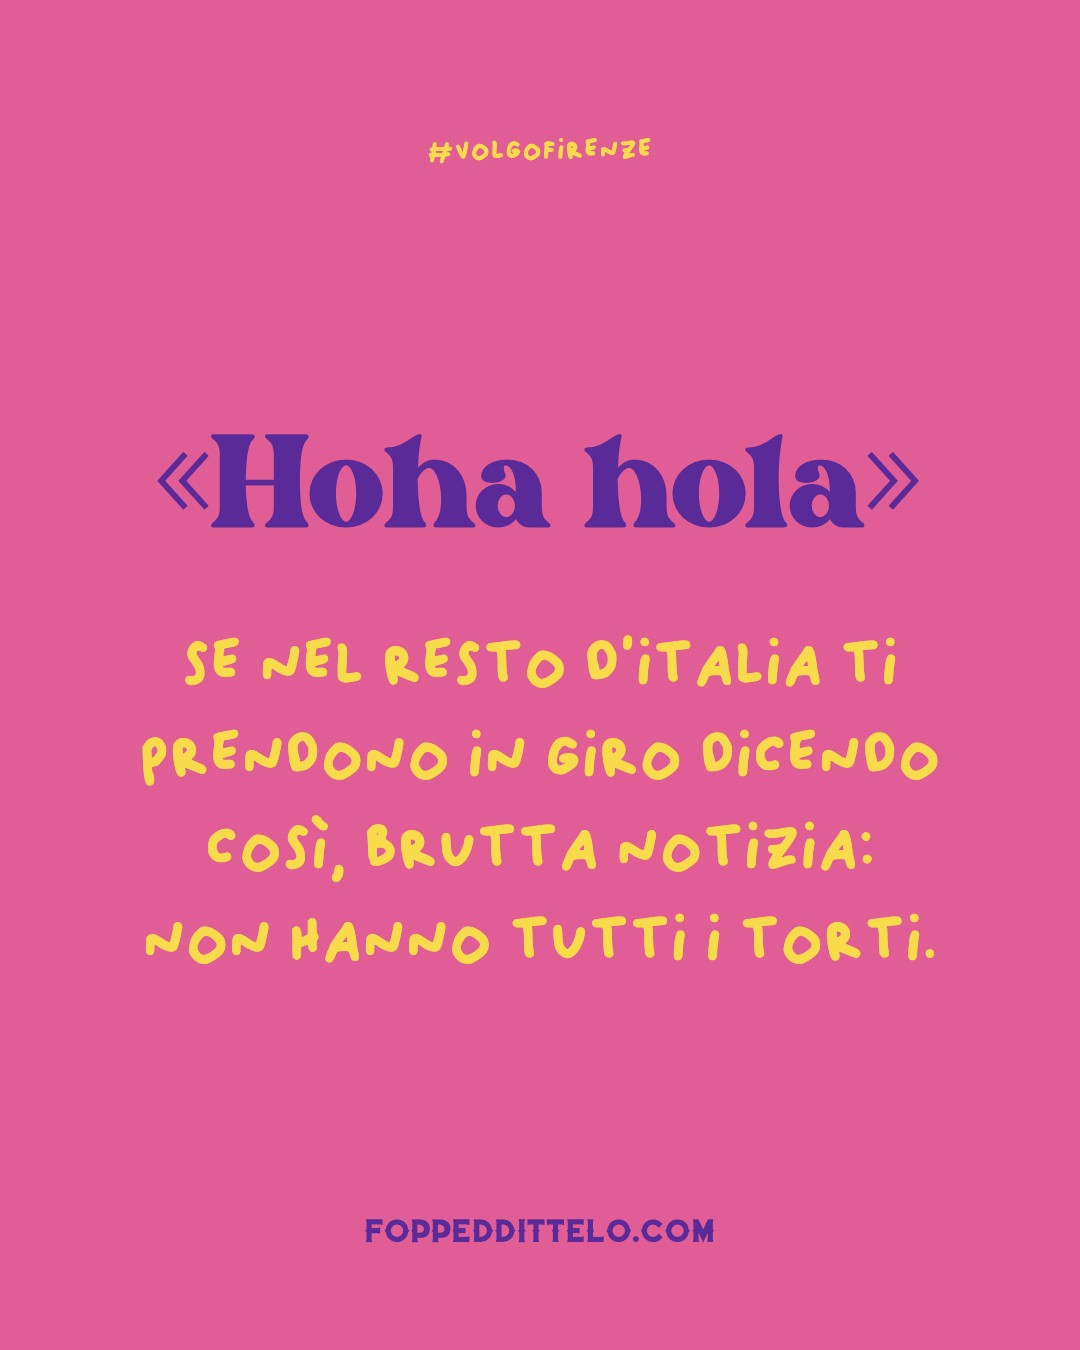 #VOLGOFIRENZE
«Hoha hola»
SE NEL RESTO D'ITALIA TI
PRENDONO IN GIRO DICENDO
COSÌ, BRUTTA NOTIZIA:
NON HANNO TUTTI I TORTI.
FOPPEDDITTELO.COM